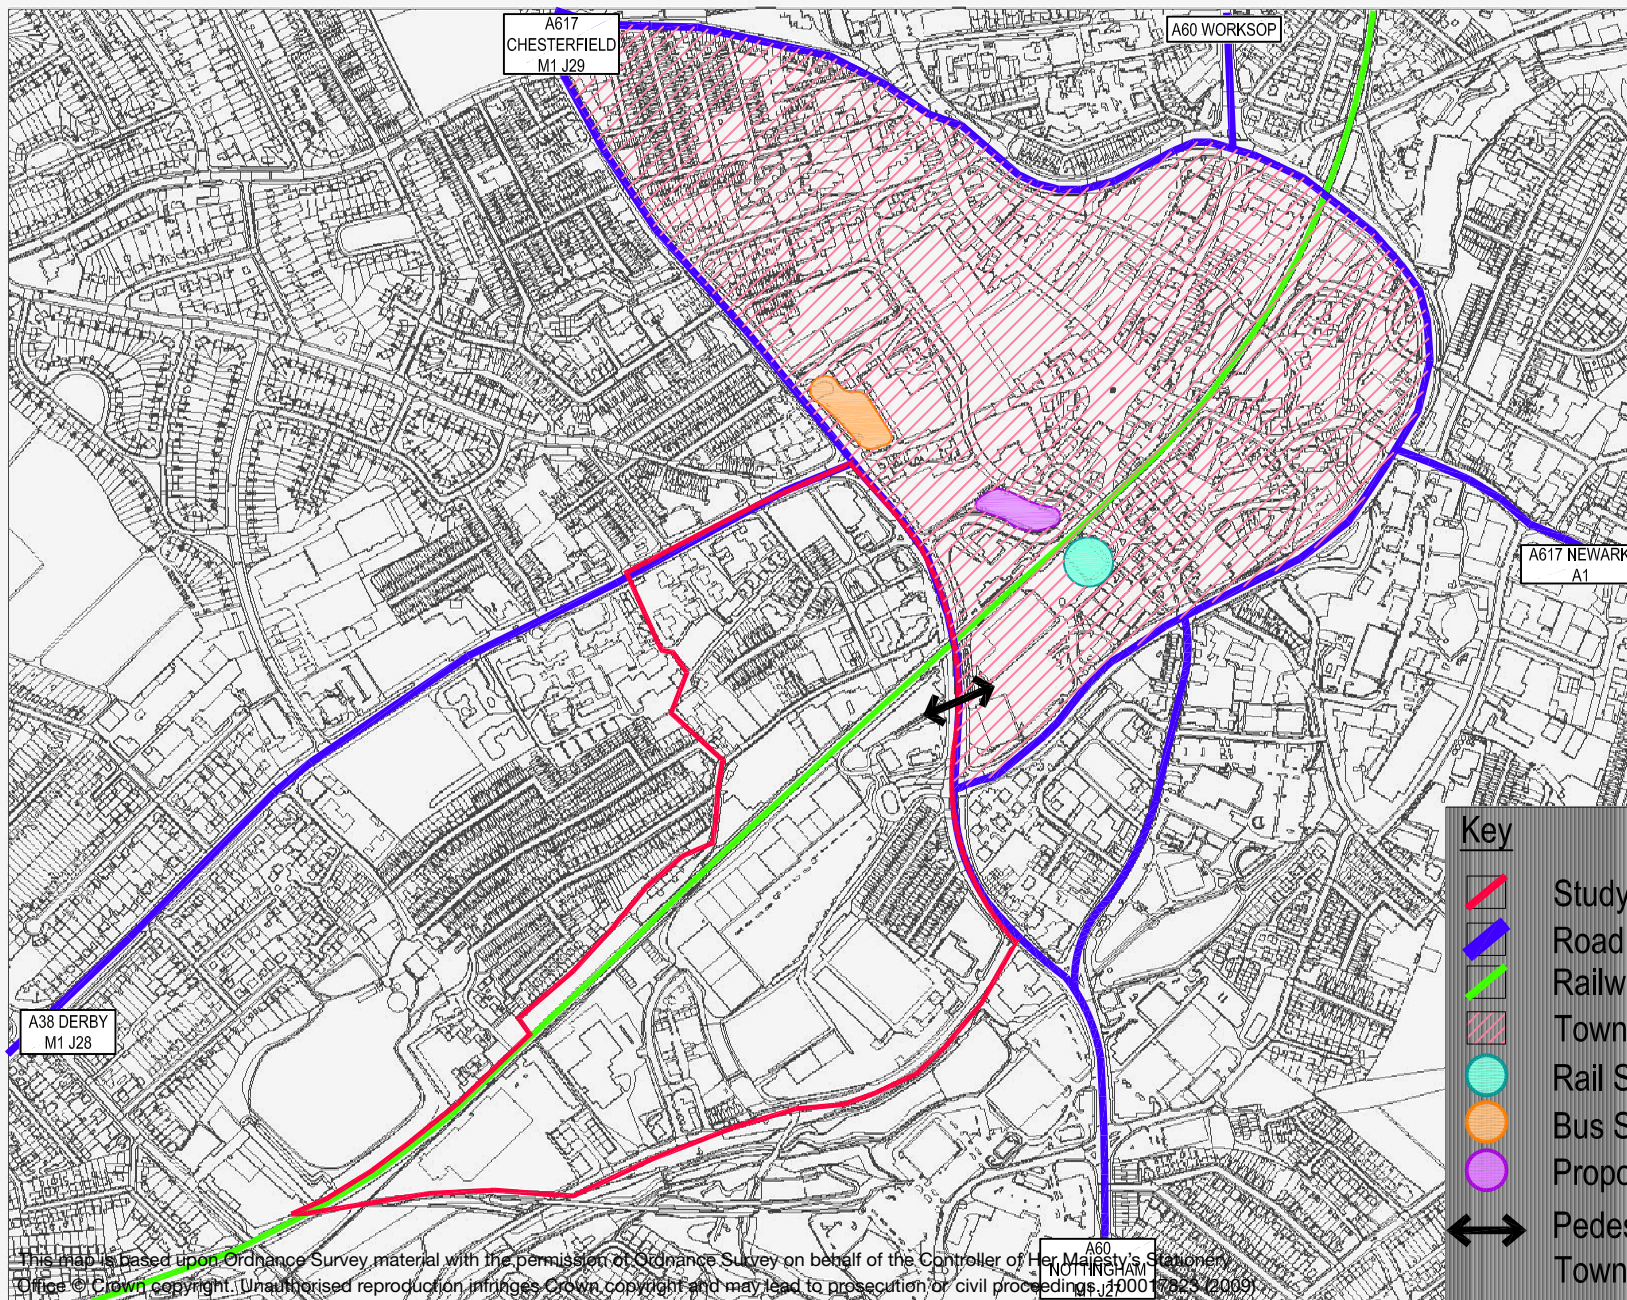 A617
CHESTERFIELD
M1 J29
A60 WORKSOP
A617 NEWARK
A1
A38 DERBY
M1 J28
Key
Study
Road
Railw
Town
Rail S
Bus S
Propo
Pedes
Town
A60
NOTTINGHAM
M1 J27
This map is based upon Ordnance Survey material with the permission of Ordnance Survey on behalf of the Controller of Her Majesty's Stationery
Office © Crown copyright. Unauthorised reproduction infringes Crown copyright and may lead to prosecution or civil proceedings. 100017823 (2009)